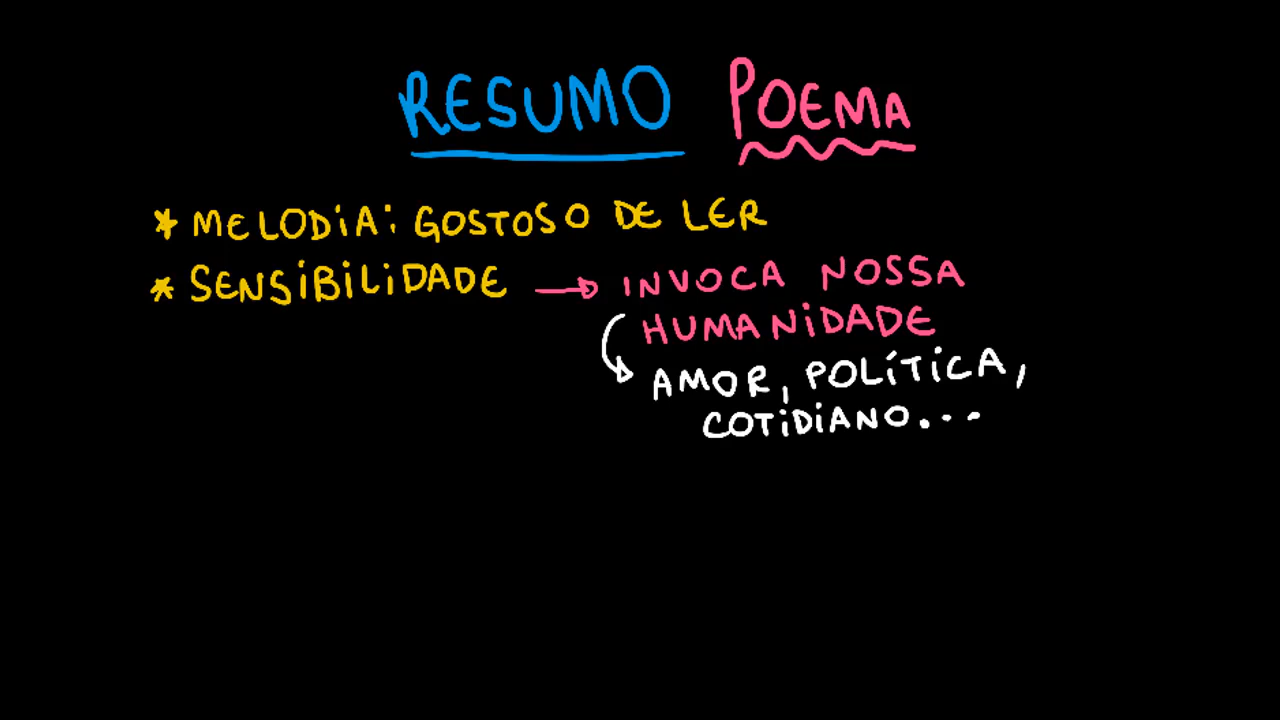 RESUMO POEMA
* MELODIA: GOSTOSO DE LER
* SENSIBILIDADE → INVOCA NOSSA
HUMANIDADE
AMOR, POLÍTICA,
COTIDIANO...